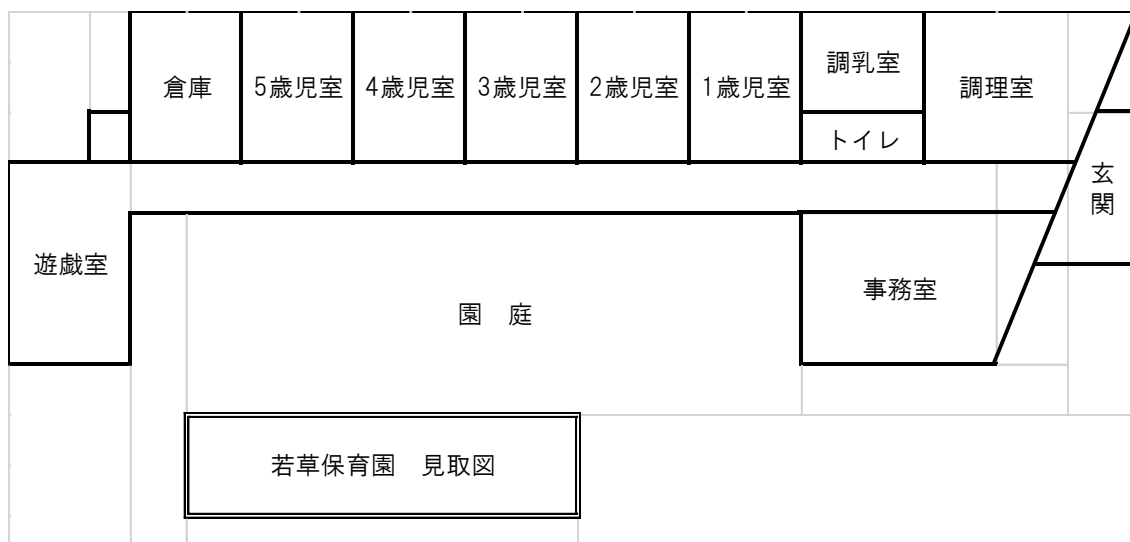 倉庫
5歳児室
4歳児室
3歳児室
2歳児室
1歳児室
調乳室
トイレ
調理室
玄関
遊戯室
園　庭
事務室
若草保育園　見取図